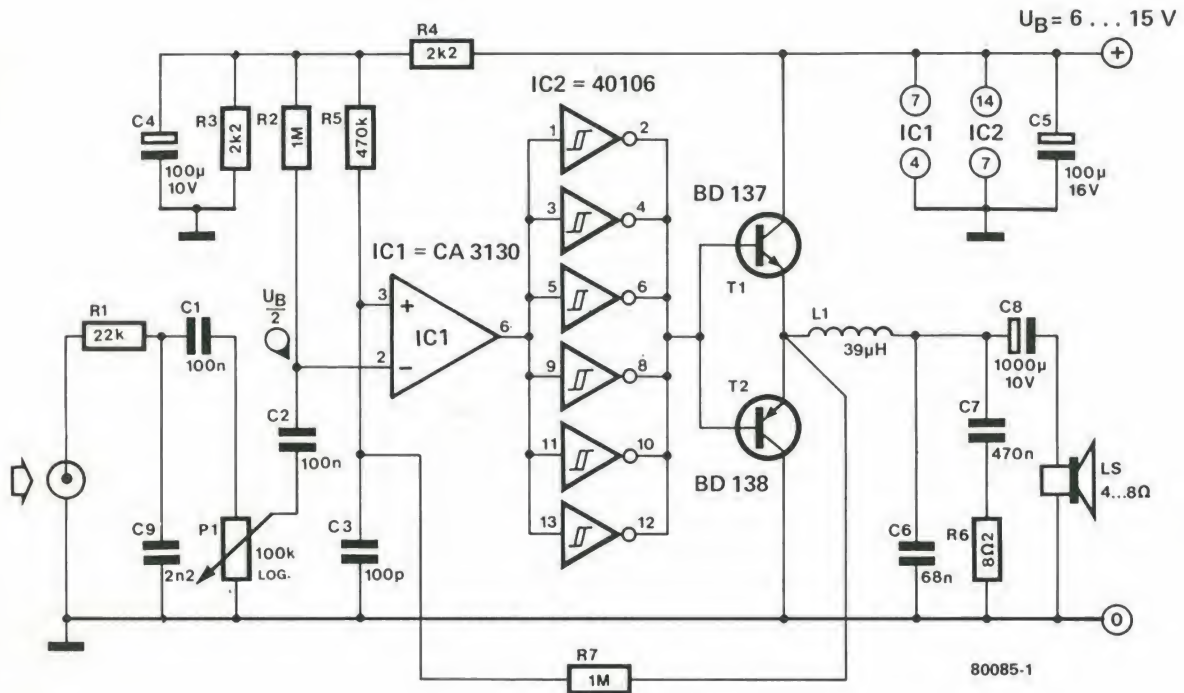 U_B = 6 ... 15 V
R4
2k2
+
IC2 = 40106
C4
100µ
10V
R3
2k2
R2
1M
R5
470k
1
2
3
4
5
6
9
8
11
10
13
12
7
IC1
4
14
IC2
7
C5
100µ
16V
BD 137
T1
IC1 = CA 3130
3
+
IC1
6
2
−
U_B
2
R1
22k
C1
100n
C2
100n
L1
39µH
C8
1000µ
10V
T2
BD 138
C7
470n
LS
4...8Ω
C9
2n2
P1
100k
LOG.
C3
100p
C6
68n
R6
8Ω2
0
R7
1M
80085-1